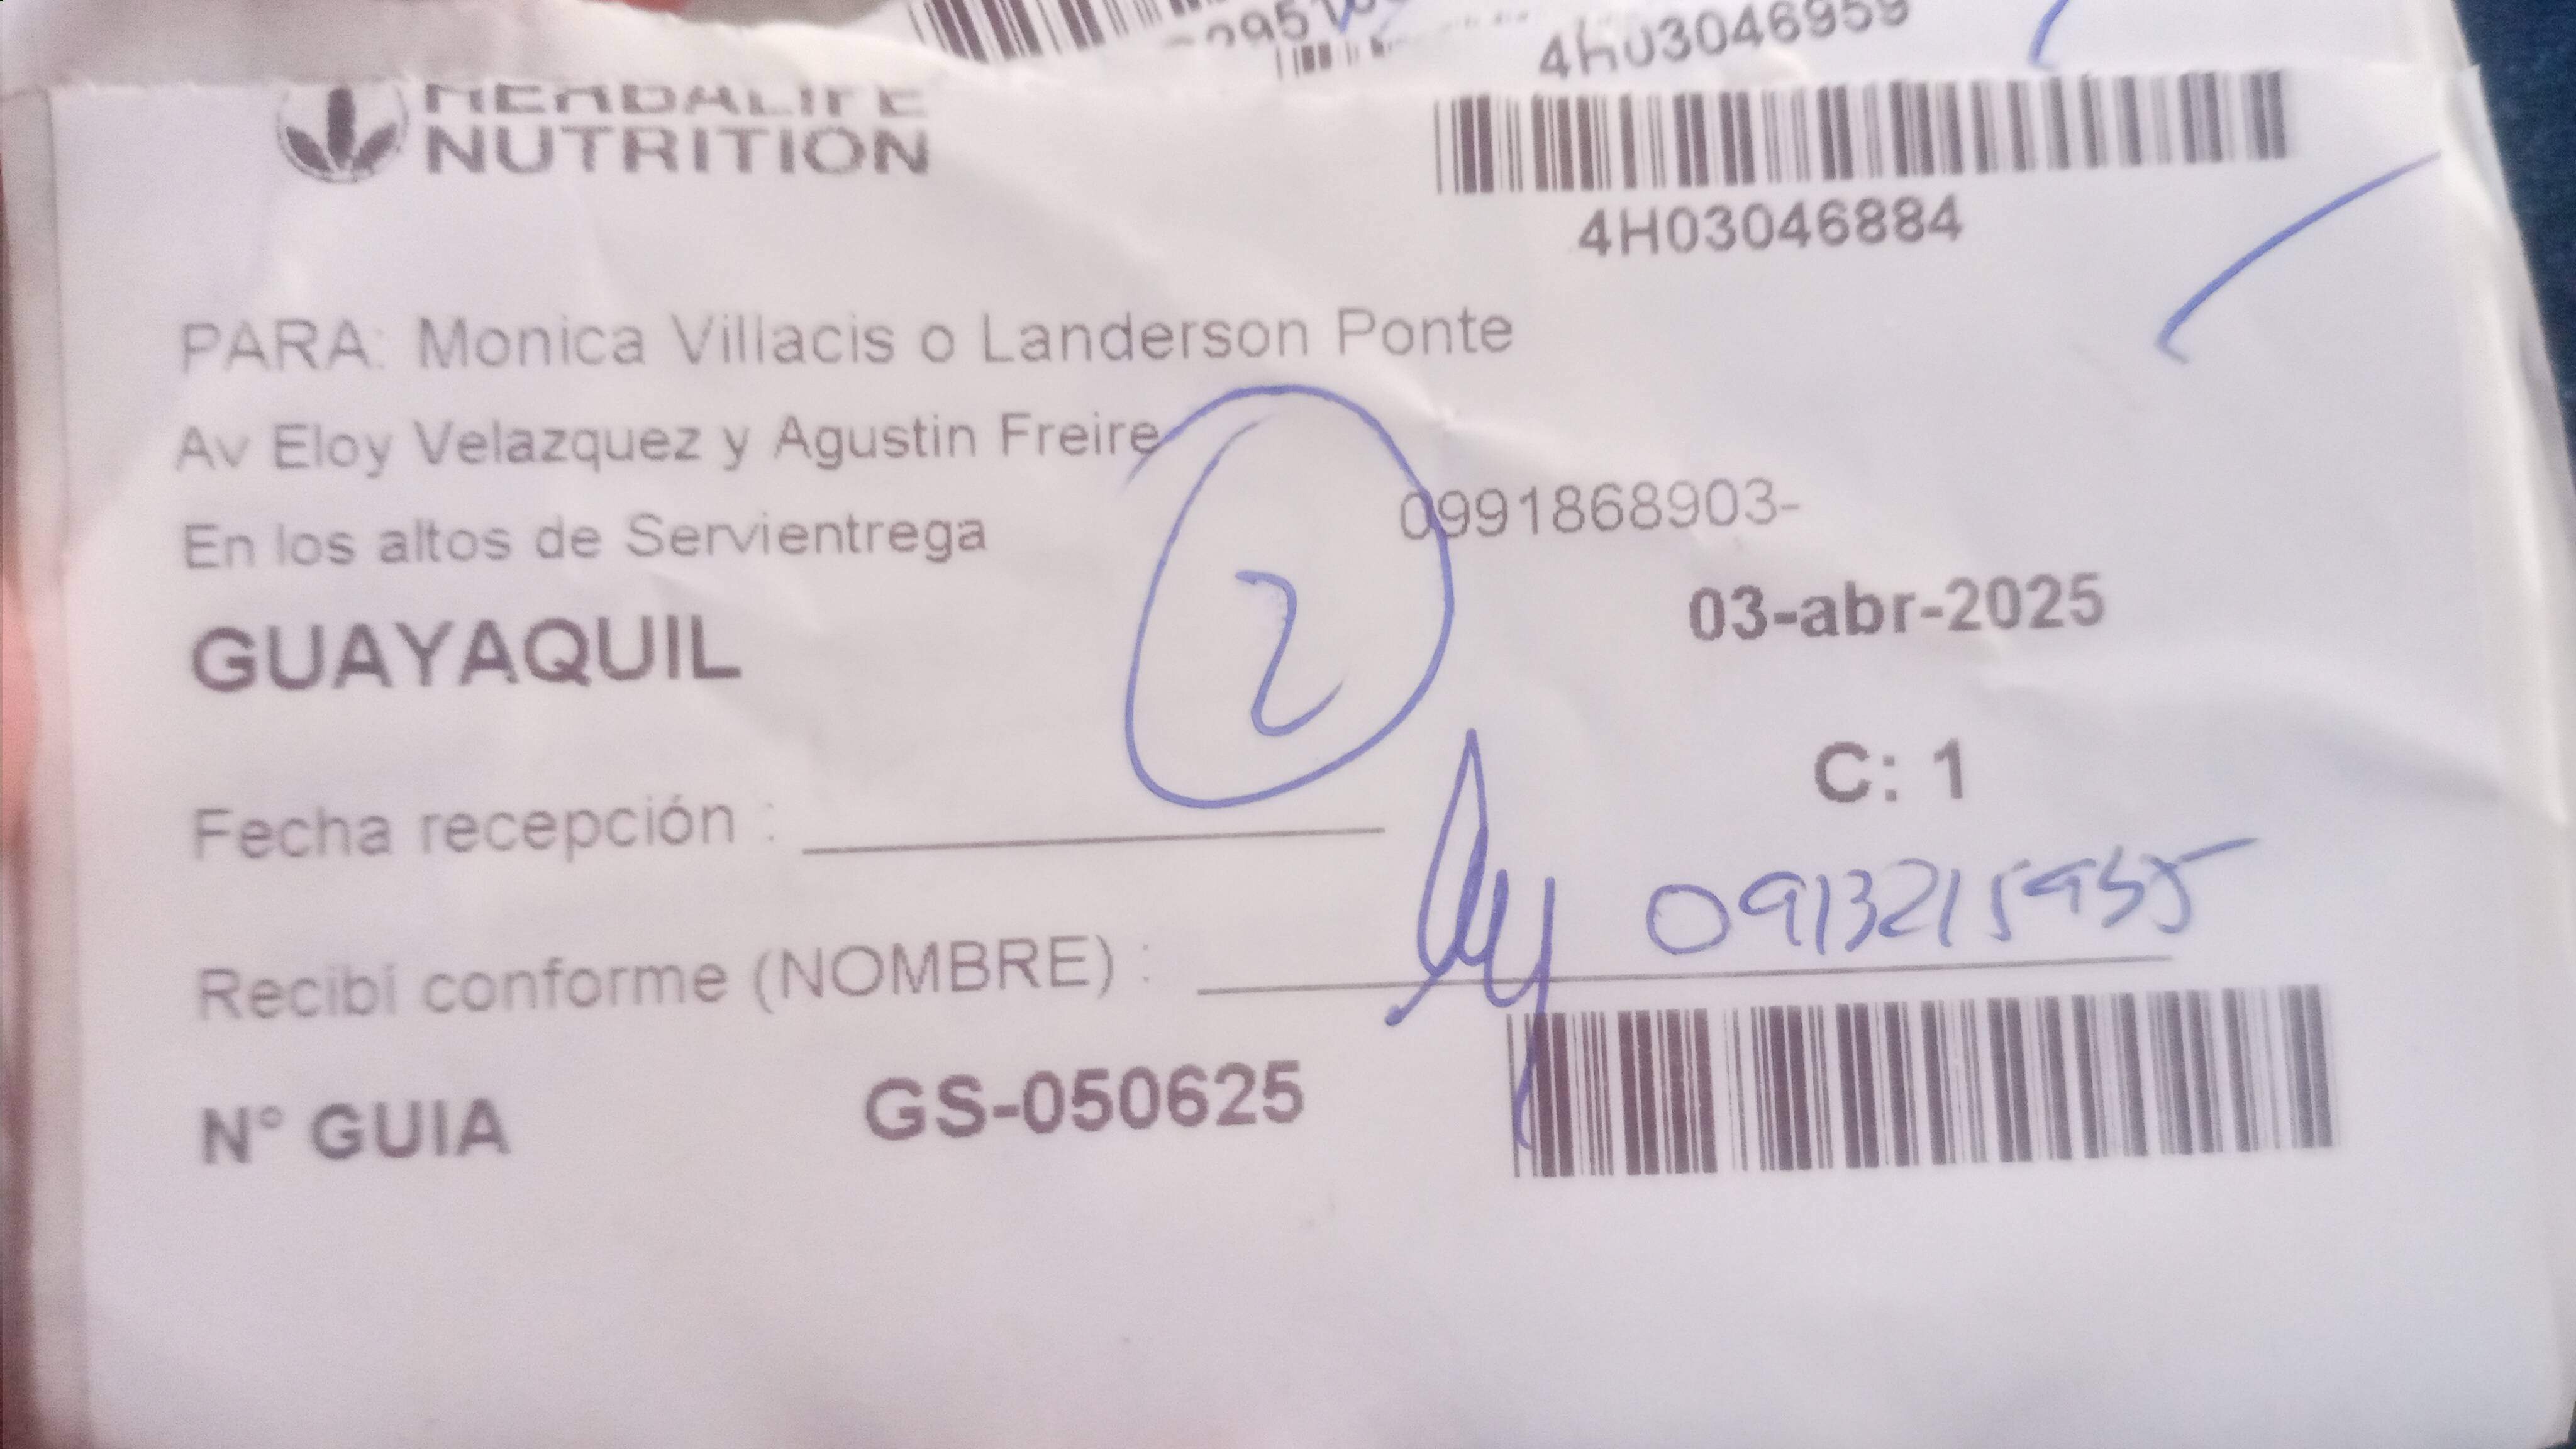 4h03046959
HERBALIFE
NUTRITION
4H03046884
PARA: Monica Villacis o Landerson Ponte
Av Eloy Velazquez y Agustin Freire
En los altos de Servientrega
0991868903-
GUAYAQUIL
2
03-abr-2025
C: 1
Fecha recepción :
Recibí conforme (NOMBRE) :
N° GUIA
GS-050625